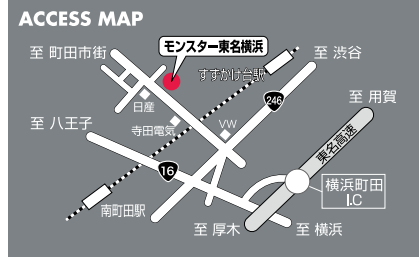 ACCESS MAP
モンスター東名横浜
至 町田市街
すずかけ台駅
至 渋谷
日産
246
至 用賀
至 八王子
寺田電気
VW
東名高速
16
横浜町田
I.C
南町田駅
至 厚木
至 横浜